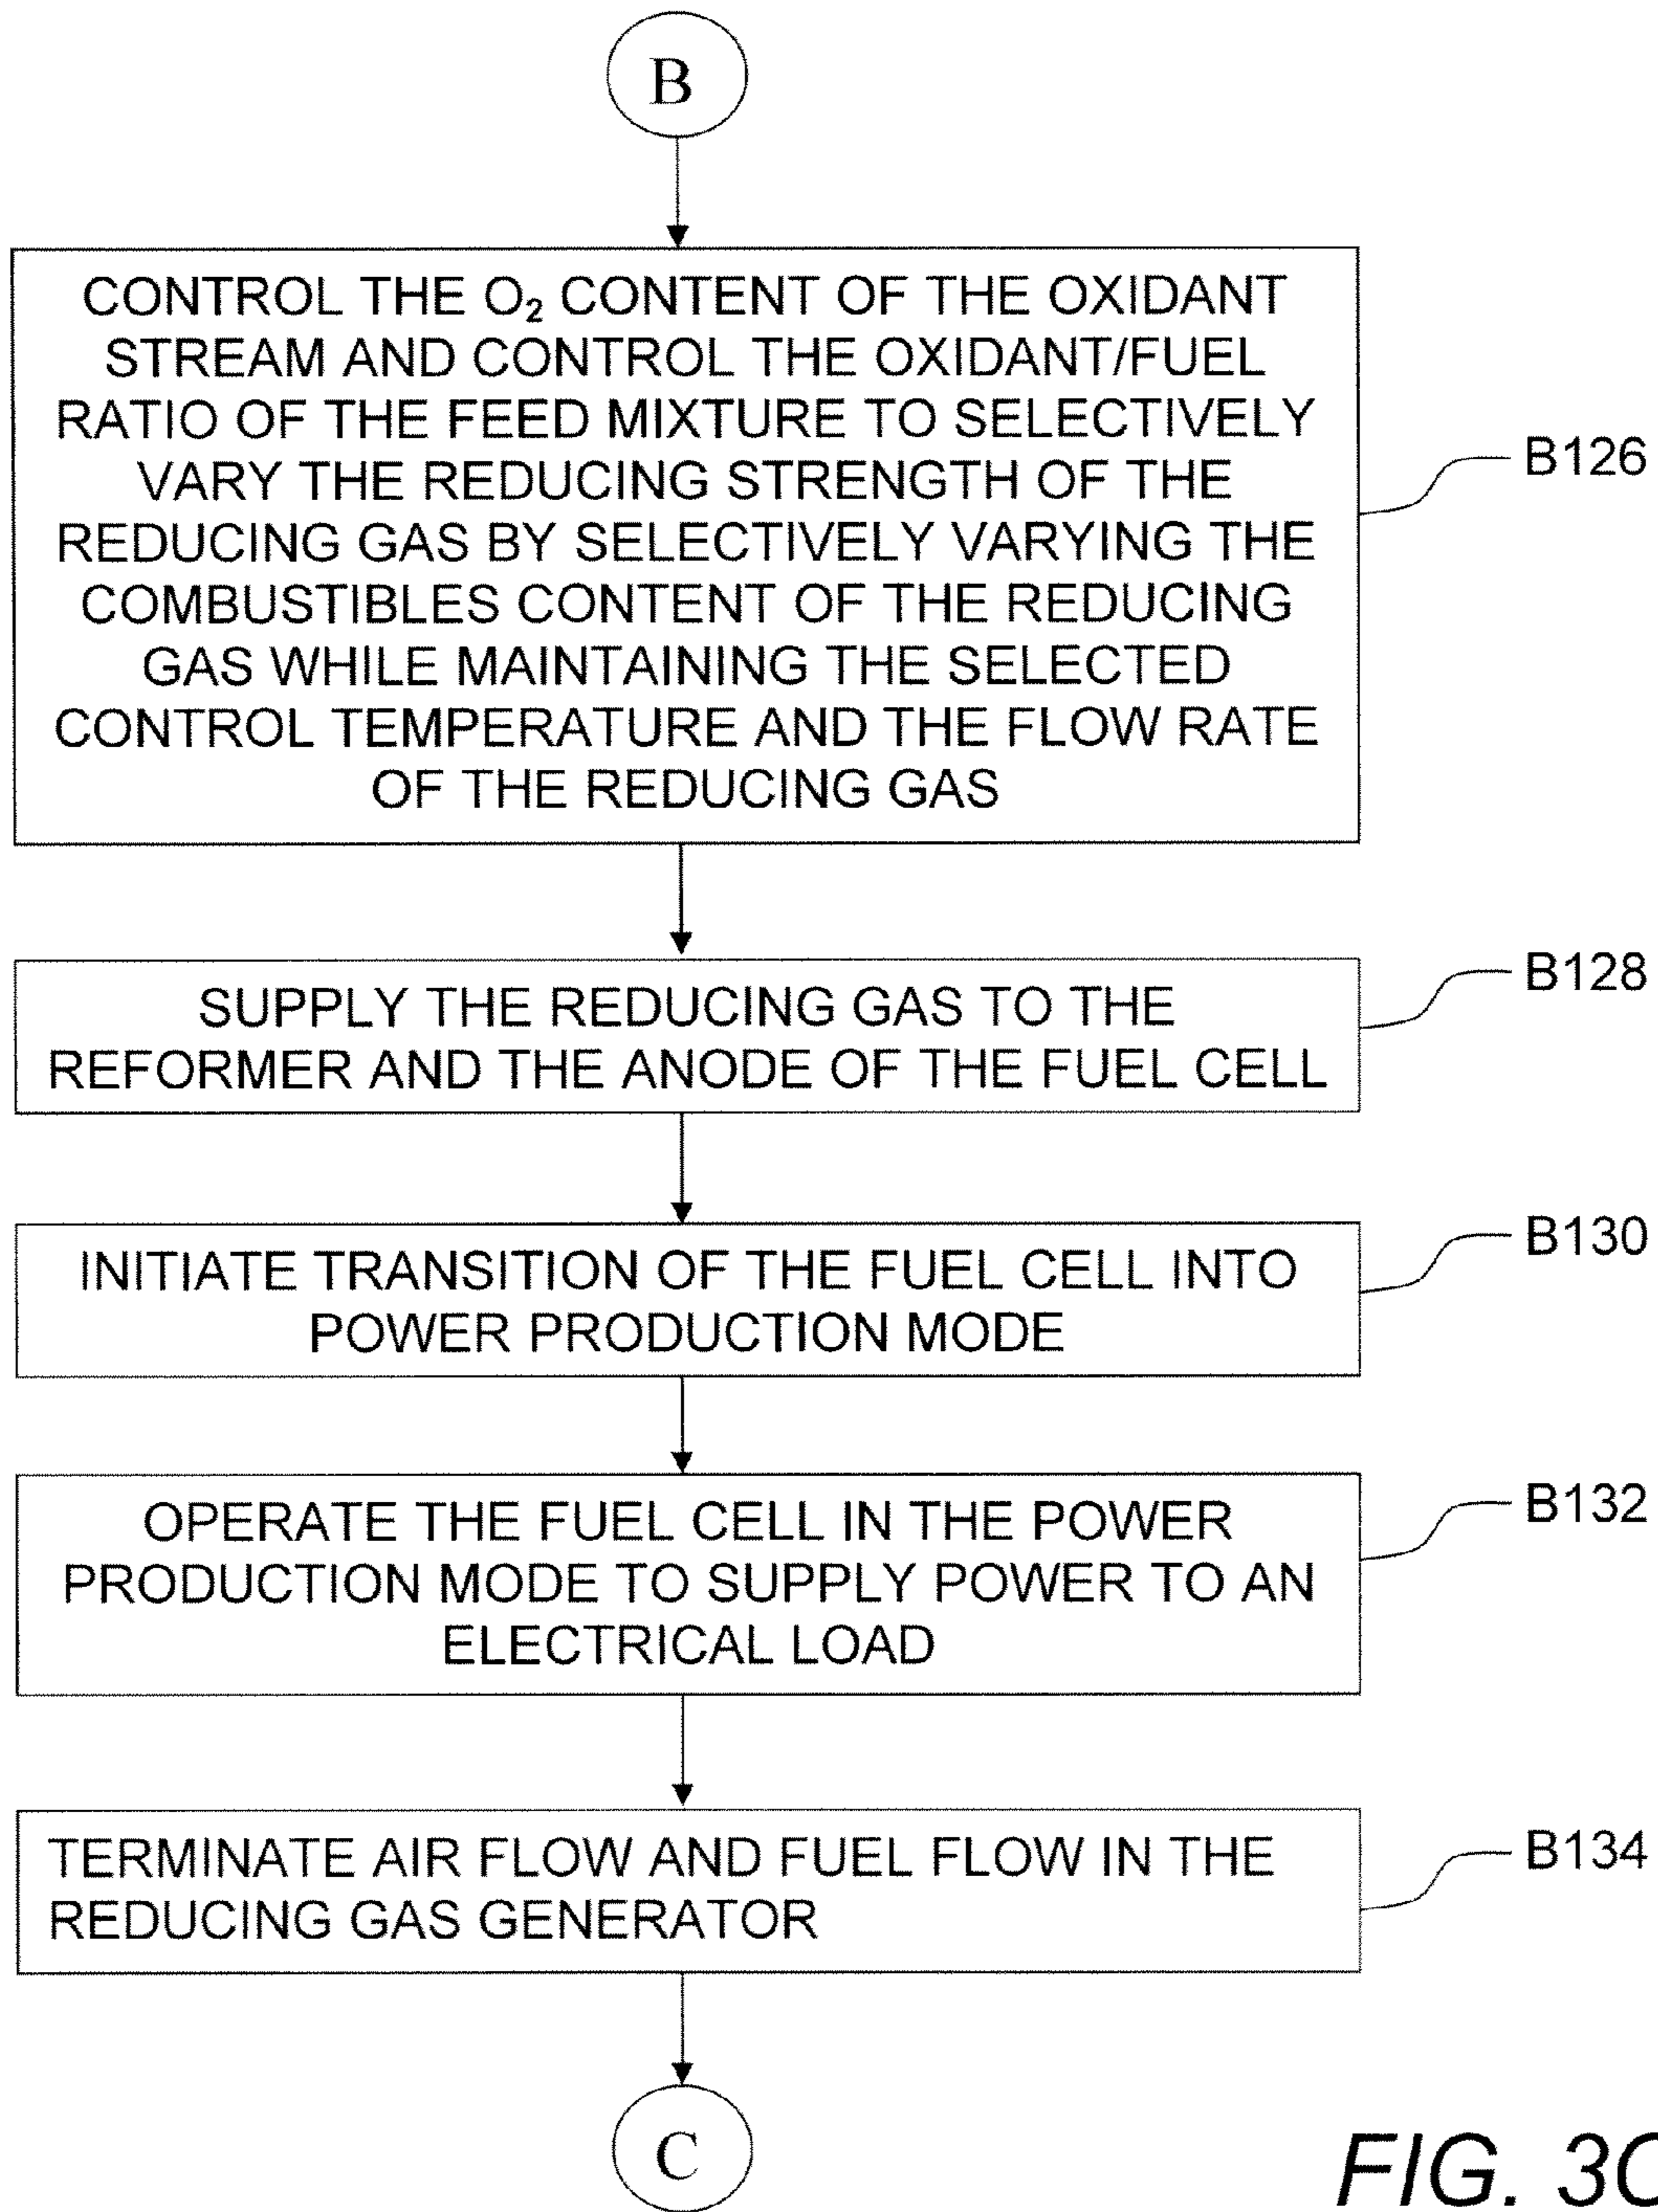 B
CONTROL THE O₂ CONTENT OF THE OXIDANT
STREAM AND CONTROL THE OXIDANT/FUEL
RATIO OF THE FEED MIXTURE TO SELECTIVELY
VARY THE REDUCING STRENGTH OF THE
REDUCING GAS BY SELECTIVELY VARYING THE
COMBUSTIBLES CONTENT OF THE REDUCING
GAS WHILE MAINTAINING THE SELECTED
CONTROL TEMPERATURE AND THE FLOW RATE
OF THE REDUCING GAS
B126
SUPPLY THE REDUCING GAS TO THE
REFORMER AND THE ANODE OF THE FUEL CELL
B128
INITIATE TRANSITION OF THE FUEL CELL INTO
POWER PRODUCTION MODE
B130
OPERATE THE FUEL CELL IN THE POWER
PRODUCTION MODE TO SUPPLY POWER TO AN
ELECTRICAL LOAD
B132
TERMINATE AIR FLOW AND FUEL FLOW IN THE
REDUCING GAS GENERATOR
B134
C
FIG. 3C